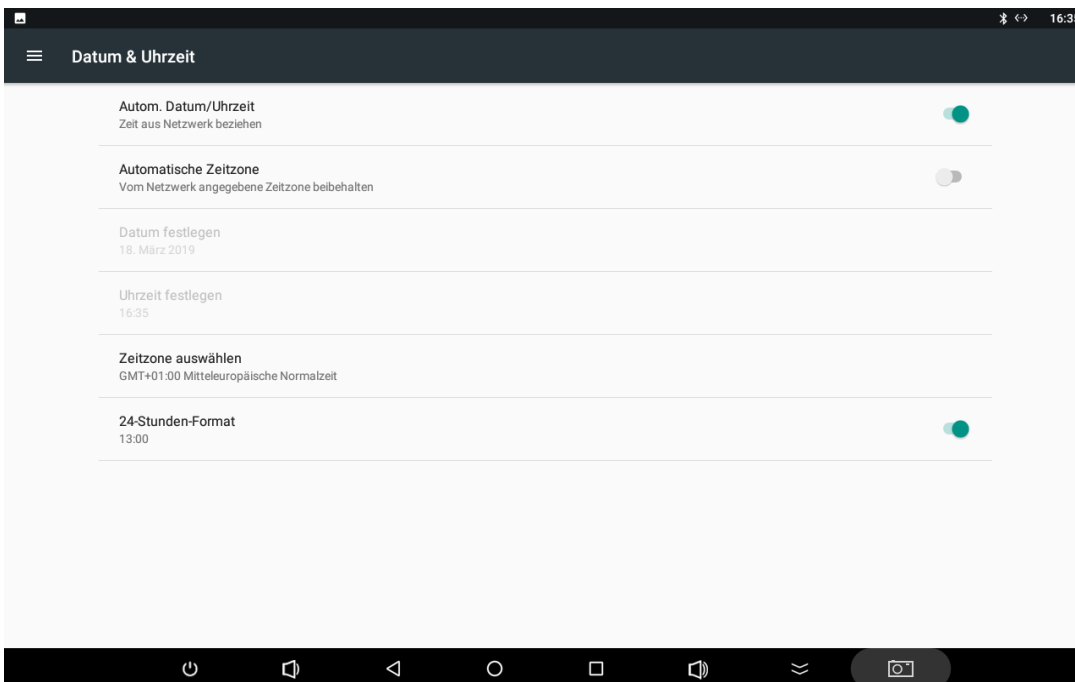 16:35
Datum & Uhrzeit
Autom. Datum/Uhrzeit
Zeit aus Netzwerk beziehen
Automatische Zeitzone
Vom Netzwerk angegebene Zeitzone beibehalten
Datum festlegen
18. März 2019
Uhrzeit festlegen
16:35
Zeitzone auswählen
GMT+01:00 Mitteleuropäische Normalzeit
24-Stunden-Format
13:00